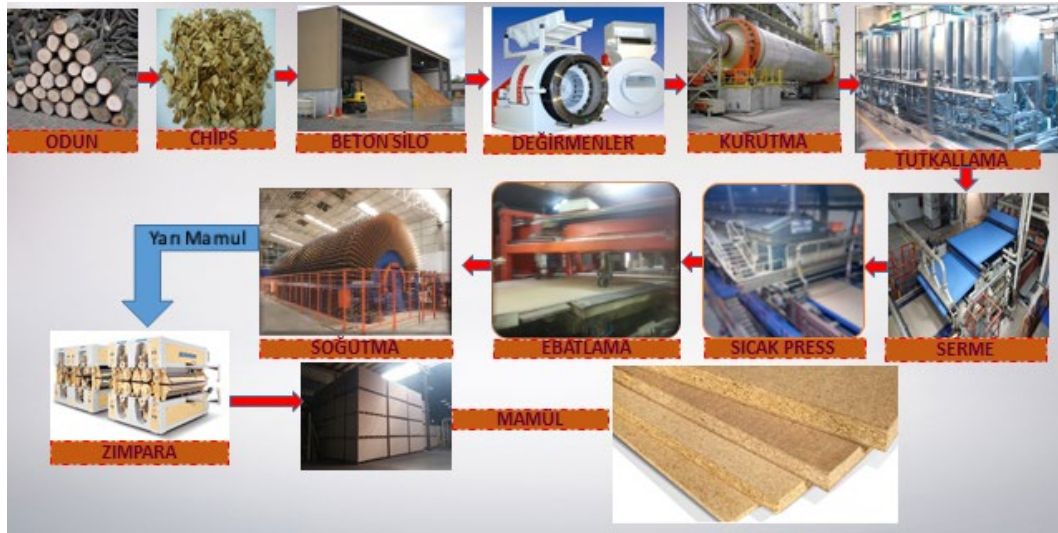 ODUN
CHİPS
BETON SİLO
DEĞİRMENLER
KURUTMA
TUTKALLAMA
SERME
SICAK PRESS
EBATLAMA
SOĞUTMA
Yarı Mamul
ZIMPARA
MAMÜL